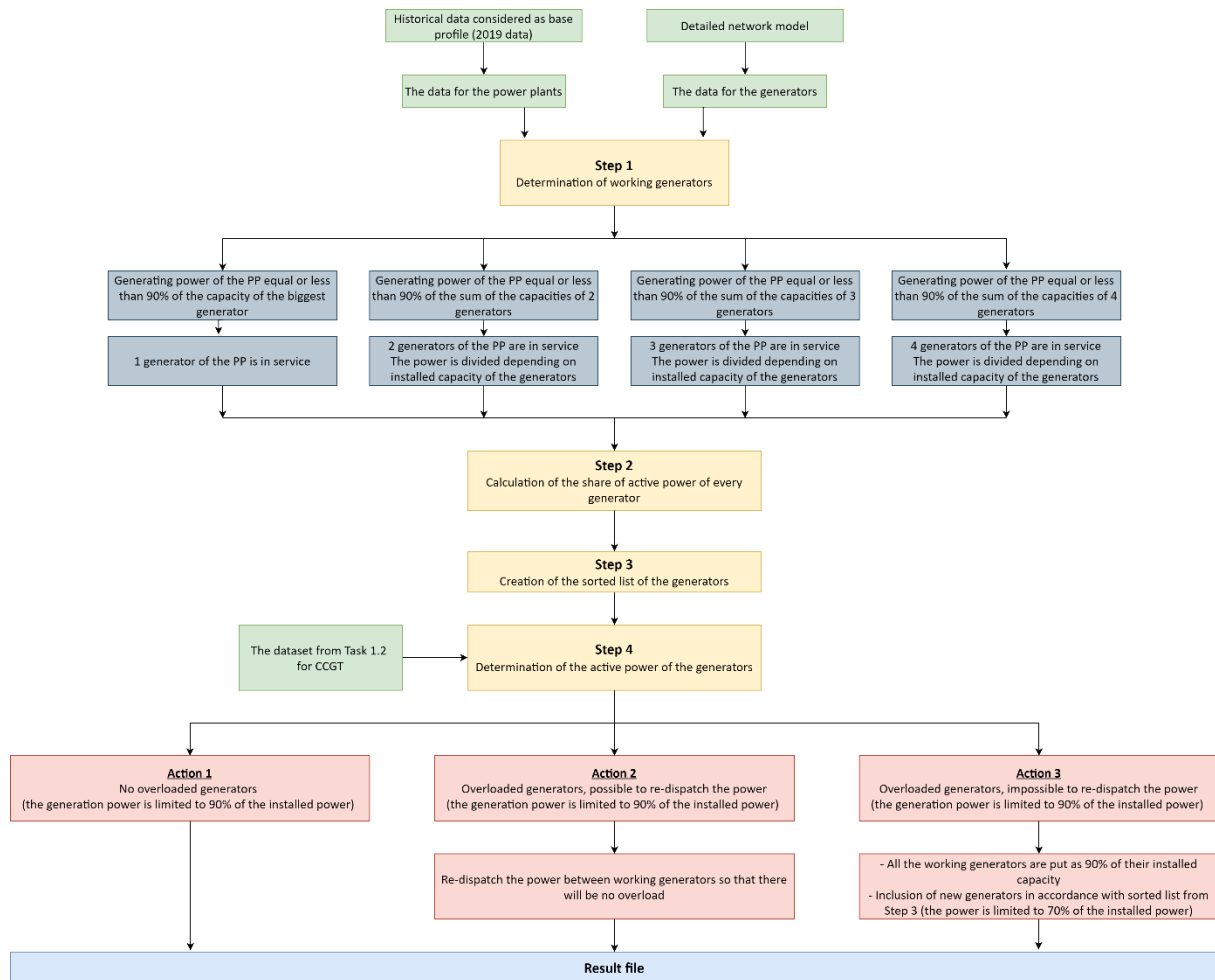 Historical data considered as base
profile (2019 data)
Detailed network model
The data for the power plants
The data for the generators
Step 1
Determination of working generators
Generating power of the PP equal or less
than 90% of the capacity of the biggest
generator
Generating power of the PP equal or less
than 90% of the sum of the capacities of 2
generators
Generating power of the PP equal or less
than 90% of the sum of the capacities of 3
generators
Generating power of the PP equal or less
than 90% of the sum of the capacities of 4
generators
1 generator of the PP is in service
2 generators of the PP are in service
The power is divided depending on
installed capacity of the generators
3 generators of the PP are in service
The power is divided depending on
installed capacity of the generators
4 generators of the PP are in service
The power is divided depending on
installed capacity of the generators
Step 2
Calculation of the share of active power of every
generator
Step 3
Creation of the sorted list of the generators
The dataset from Task 1.2
for CCGT
Step 4
Determination of the active power of the generators
Action 1
No overloaded generators
(the generation power is limited to 90% of the installed power)
Action 2
Overloaded generators, possible to re-dispatch the power
(the generation power is limited to 90% of the installed power)
Action 3
Overloaded generators, impossible to re-dispatch the power
(the generation power is limited to 90% of the installed power)
Re-dispatch the power between working generators so that there
will be no overload
- All the working generators are put as 90% of their installed
capacity
- Inclusion of new generators in accordance with sorted list from
Step 3 (the power is limited to 70% of the installed power)
Result file